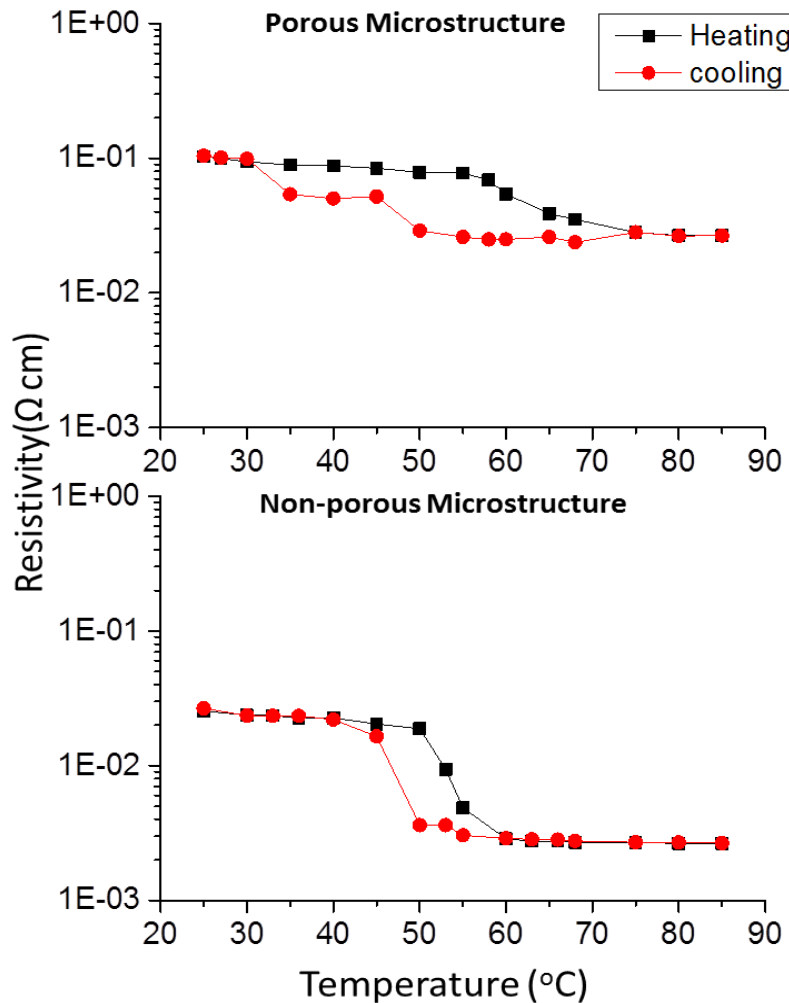 Porous Microstructure
Heating
cooling
1E+00
1E-01
1E-02
1E-03
20 30 40 50 60 70 80 90
Non-porous Microstructure
1E+00
1E-01
1E-02
1E-03
20 30 40 50 60 70 80 90
Resistivity(Ω cm)
Temperature (°C)